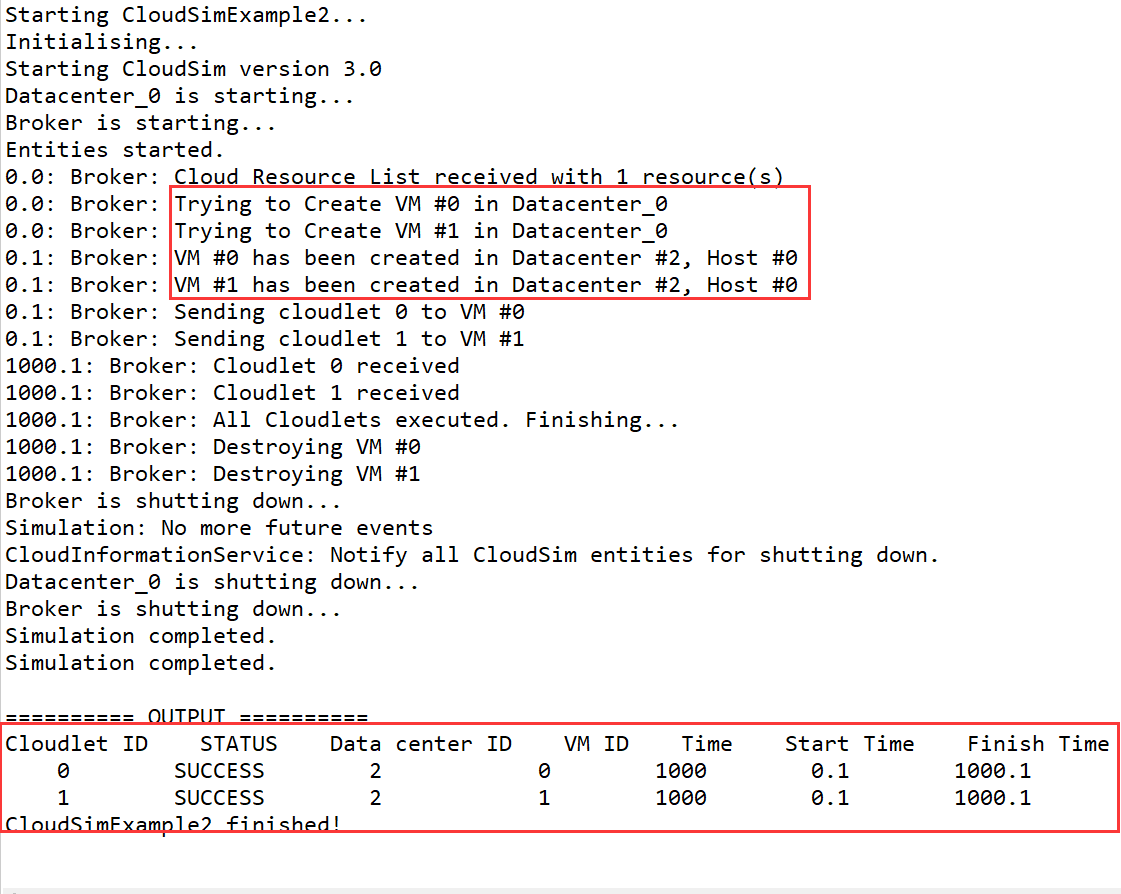 Starting CloudSimExample2...
Initialising...
Starting CloudSim version 3.0
Datacenter_0 is starting...
Broker is starting...
Entities started.
0.0: Broker: Cloud Resource List received with 1 resource(s)
0.0: Broker: Trying to Create VM #0 in Datacenter_0
0.0: Broker: Trying to Create VM #1 in Datacenter_0
0.1: Broker: VM #0 has been created in Datacenter #2, Host #0
0.1: Broker: VM #1 has been created in Datacenter #2, Host #0
0.1: Broker: Sending cloudlet 0 to VM #0
0.1: Broker: Sending cloudlet 1 to VM #1
1000.1: Broker: Cloudlet 0 received
1000.1: Broker: Cloudlet 1 received
1000.1: Broker: All Cloudlets executed. Finishing...
1000.1: Broker: Destroying VM #0
1000.1: Broker: Destroying VM #1
Broker is shutting down...
Simulation: No more future events
CloudInformationService: Notify all CloudSim entities for shutting down.
Datacenter_0 is shutting down...
Broker is shutting down...
Simulation completed.
Simulation completed.
========== OUTPUT ==========
Cloudlet ID    STATUS    Data center ID    VM ID    Time    Start Time    Finish Time
    0        SUCCESS        2            0        1000        0.1        1000.1
    1        SUCCESS        2            1        1000        0.1        1000.1
CloudSimExample2 finished!